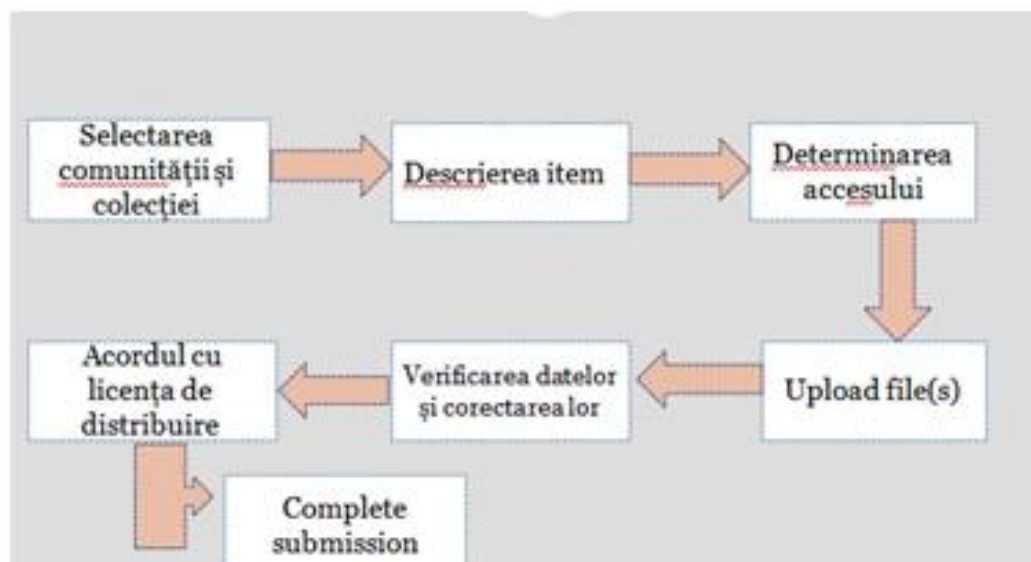 Selectarea
comunității și
colecției
Descrierea item
Determinarea
accesului
Upload file(s)
Verificarea datelor
și corectarea lor
Acordul cu
licența de
distribuire
Complete
submission